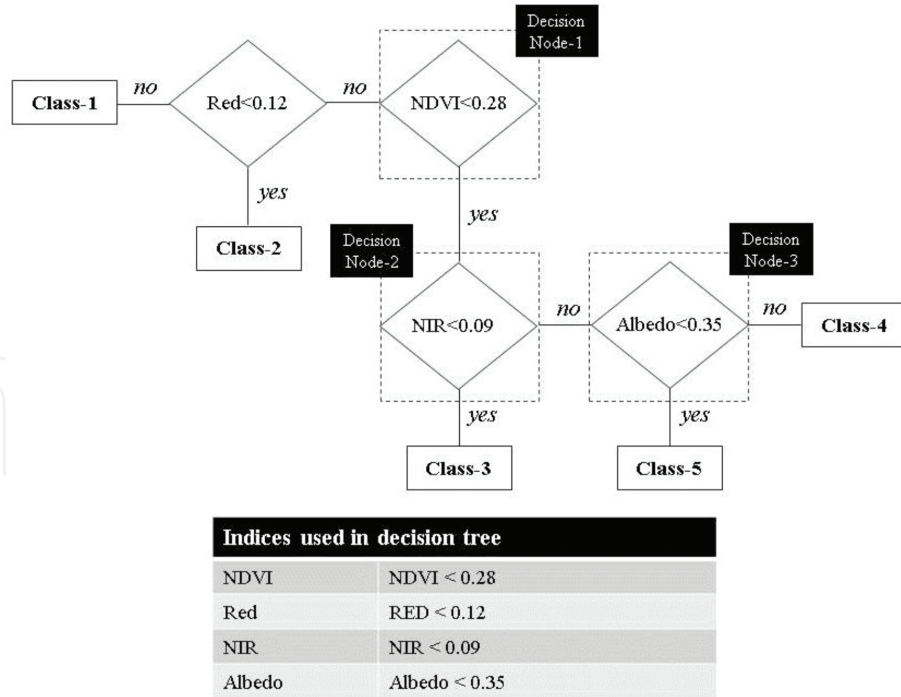 Decision
Node-1
Class-1
no
Red<0.12
no
NDVI<0.28
yes
yes
Class-2
Decision
Node-2
Decision
Node-3
NIR<0.09
no
Albedo<0.35
no
Class-4
yes
yes
Class-3
Class-5
Indices used in decision tree
NDVI NDVI < 0.28
Red RED < 0.12
NIR NIR < 0.09
Albedo Albedo < 0.35